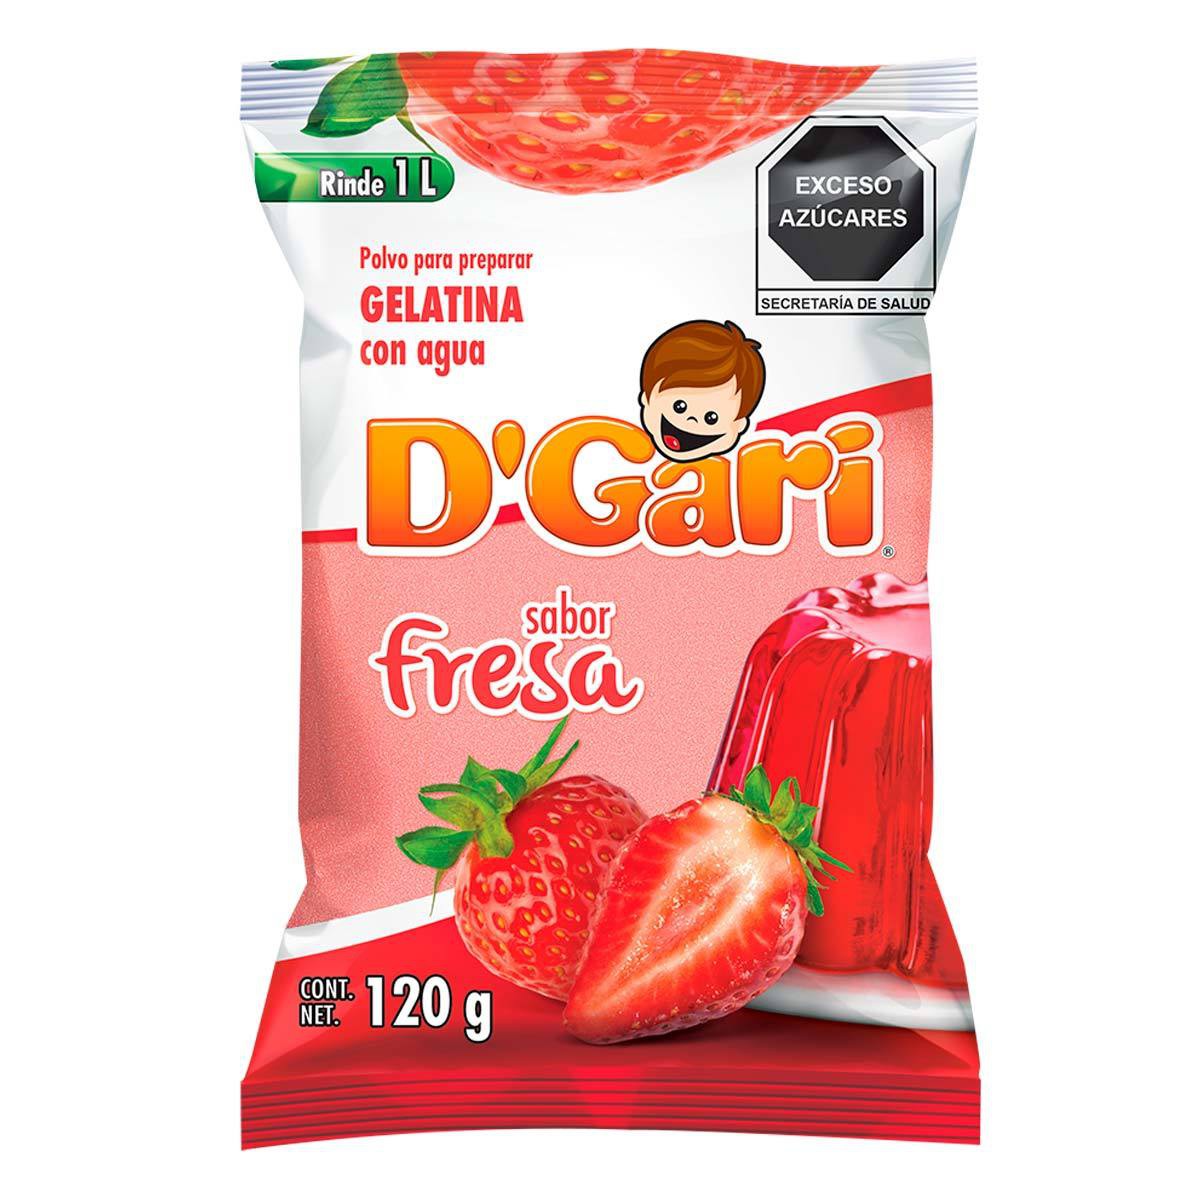 Rinde 1 L
EXCESO
AZÚCARES
SECRETARÍA DE SALUD
Polvo para preparar
GELATINA
con agua
D'Gari®
sabor
fresa
CONT.
NET. 120 g